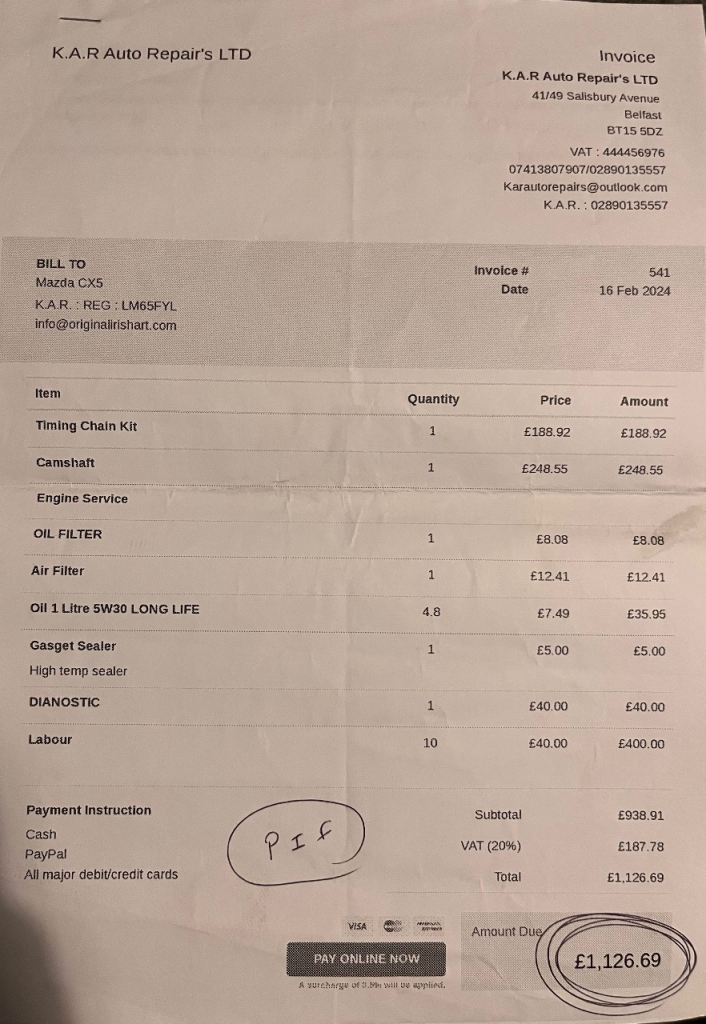 K.A.R Auto Repair's LTD
Invoice
K.A.R Auto Repair's LTD
41/49 Salisbury Avenue
Belfast
BT15 5DZ
VAT : 444456976
07413807907/02890135557
Karautorepairs@outlook.com
K.A.R. : 02890135557
BILL TO
Mazda CX5
K.A.R. : REG : LM65FYL
info@originalirishart.com
Invoice # 541
Date 16 Feb 2024
Item Quantity Price Amount
Timing Chain Kit 1 £188.92 £188.92
Camshaft 1 £248.55 £248.55
Engine Service
OIL FILTER 1 £8.08 £8.08
Air Filter 1 £12.41 £12.41
Oil 1 Litre 5W30 LONG LIFE 4.8 £7.49 £35.95
Gasget Sealer 1 £5.00 £5.00
High temp sealer
DIANOSTIC 1 £40.00 £40.00
Labour 10 £40.00 £400.00
Payment Instruction
Cash
PayPal
All major debit/credit cards
PIF
Subtotal £938.91
VAT (20%) £187.78
Total £1,126.69
VISA
AMERICAN EXPRESS
PAY ONLINE NOW
A surcharge of will be applied.
Amount Due £1,126.69